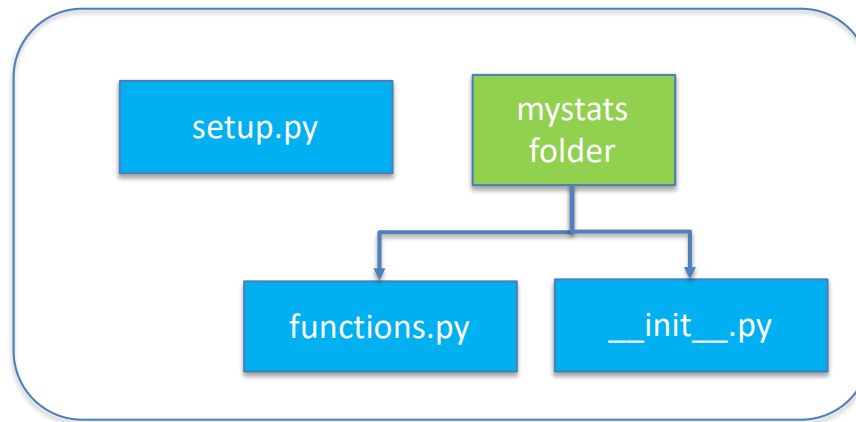 setup.py
mystats
folder
functions.py
__init__.py